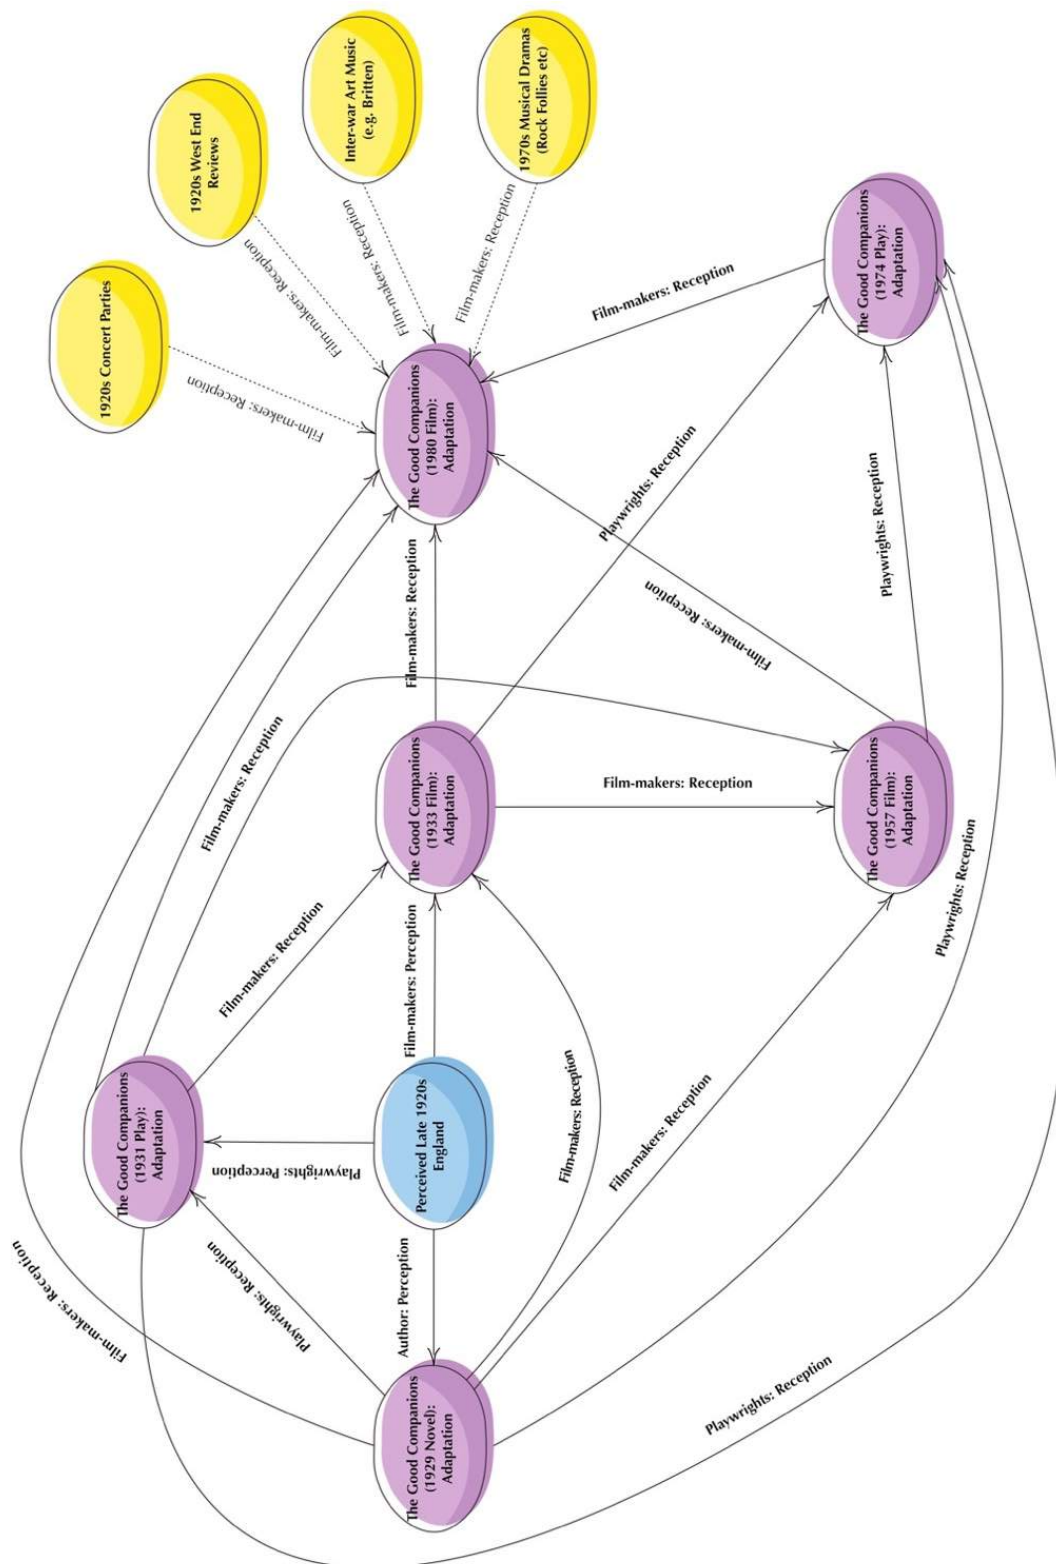 1920s Concert Parties
1920s West End
Reviews
Inter-war Art Music
(e.g. Britten)
1970s Musical Dramas
(Rock Follies etc)
Film-makers: Reception
Film-makers: Reception
Film-makers: Reception
Film-makers: Reception
The Good Companions
(1980 Film):
Adaptation
The Good Companions
(1974 Play):
Adaptation
Film-makers: Reception
Film-makers: Reception
Film-makers: Reception
Playwrights: Reception
Film-makers: Reception
Playwrights: Reception
The Good Companions
(1933 Film):
Adaptation
Film-makers: Reception
The Good Companions
(1957 Film):
Adaptation
Film-makers: Reception
Film-makers: Perception
Film-makers: Reception
Film-makers: Reception
Playwrights: Reception
The Good Companions
(1931 Play):
Adaptation
Playwrights: Perception
Perceived Late 1920s
England
Film-makers: Reception
Playwrights: Reception
Author: Perception
Playwrights: Reception
The Good Companions
(1929 Novel):
Adaptation